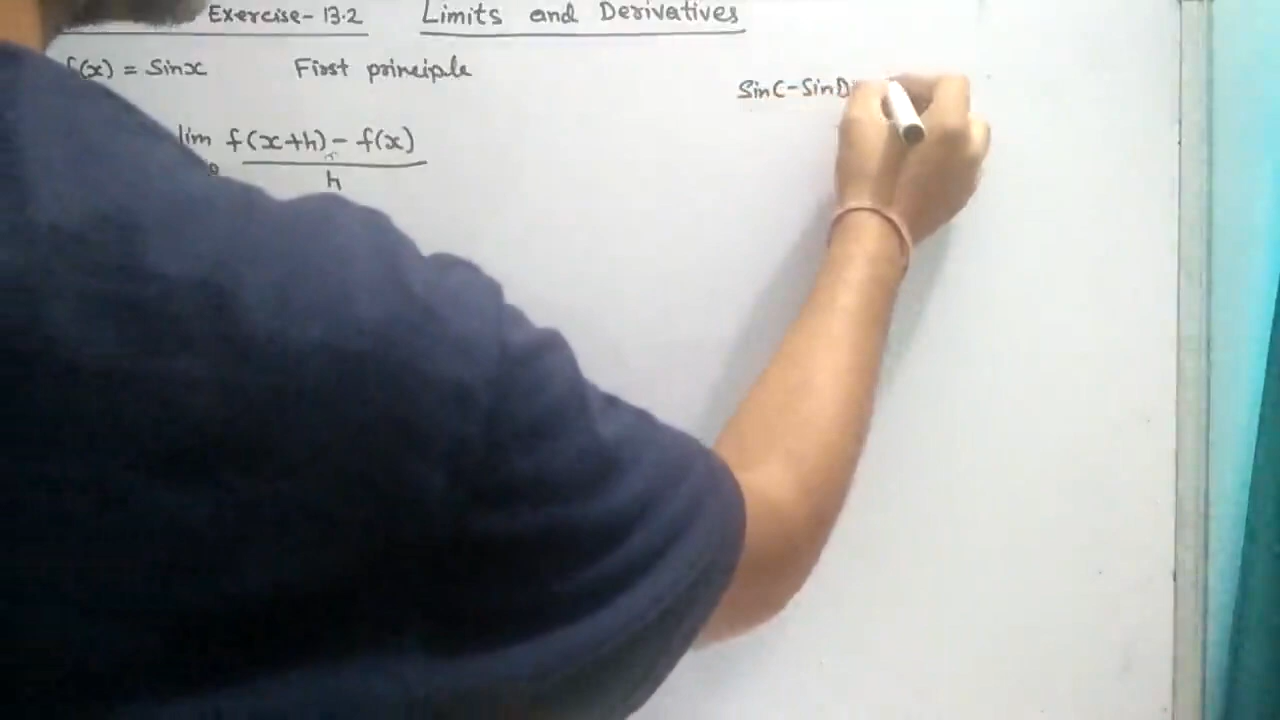 Exercise-13.2 Limits and Derivatives
f(x) = Sinx First principle
SinC-SinD
lim f(x+h) - f(x)
h